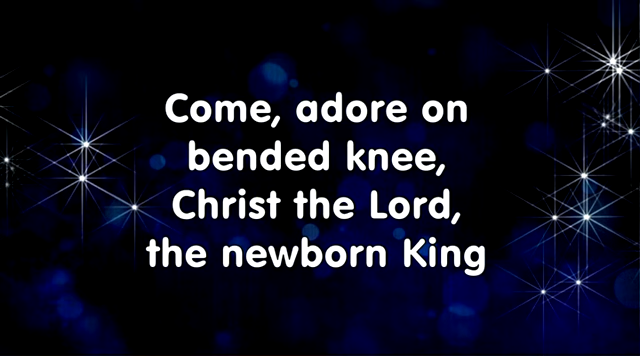 Come, adore on
bended knee,
Christ the Lord,
the newborn King